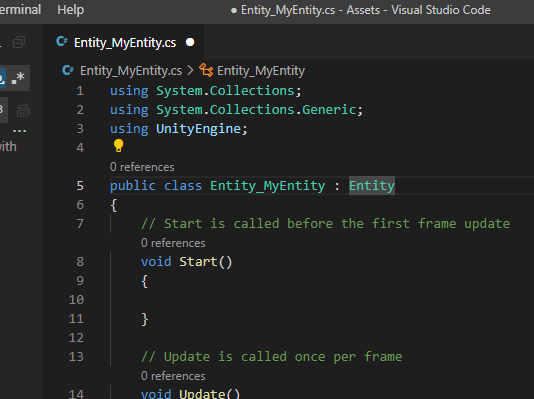 erminal Help ● Entity_MyEntity.cs - Assets - Visual Studio Code
C# Entity_MyEntity.cs ●
C# Entity_MyEntity.cs > Entity_MyEntity
.*
...
with
1 using System.Collections;
2 using System.Collections.Generic;
3 using UnityEngine;
4
0 references
5 public class Entity_MyEntity : Entity
6 {
7 // Start is called before the first frame update
0 references
8 void Start()
9 {
10
11 }
12
13 // Update is called once per frame
0 references
14 void Update()